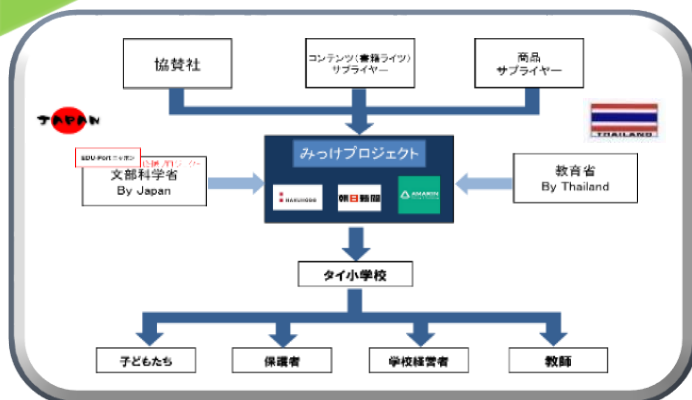 協賛社
コンテンツ(書籍ライツ)
サプライヤー
商品
サプライヤー
JAPAN
THAILAND
みっけプロジェクト
EDU-Portニッポン
文部科学省
By Japan
教育省
By Thailand
HAKUHODO
朝日新聞
タイ小学校
子どもたち
保護者
学校経営者
教師